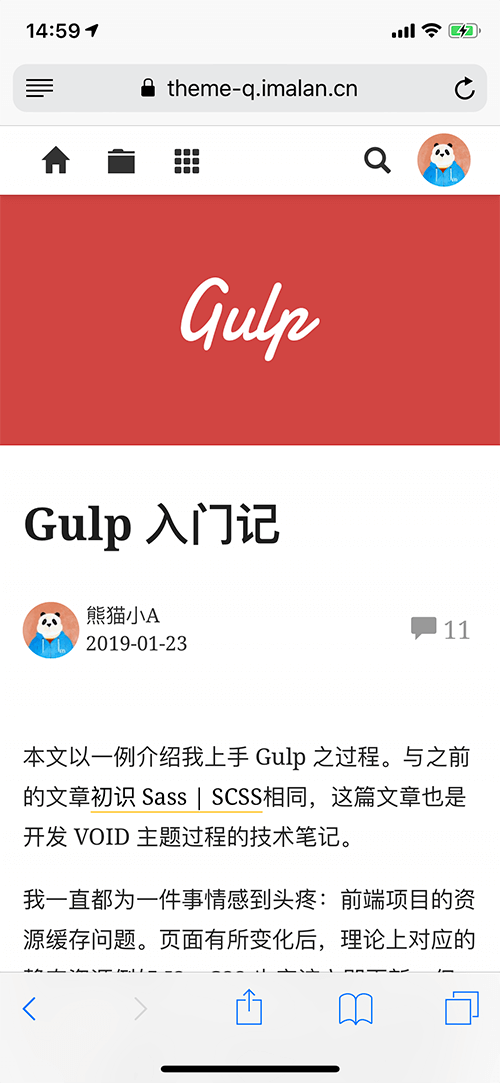 14:59
theme-q.imalan.cn
Gulp
Gulp 入门记
熊猫小A
2019-01-23
11
本文以一例介绍我上手 Gulp 之过程。与之前
的文章初识 Sass | SCSS相同，这篇文章也是
开发 VOID 主题过程的技术笔记。
我一直都为一件事情感到头疼：前端项目的资
源缓存问题。页面有所变化后，理论上对应的